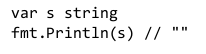 var s string
fmt.Println(s) // ""